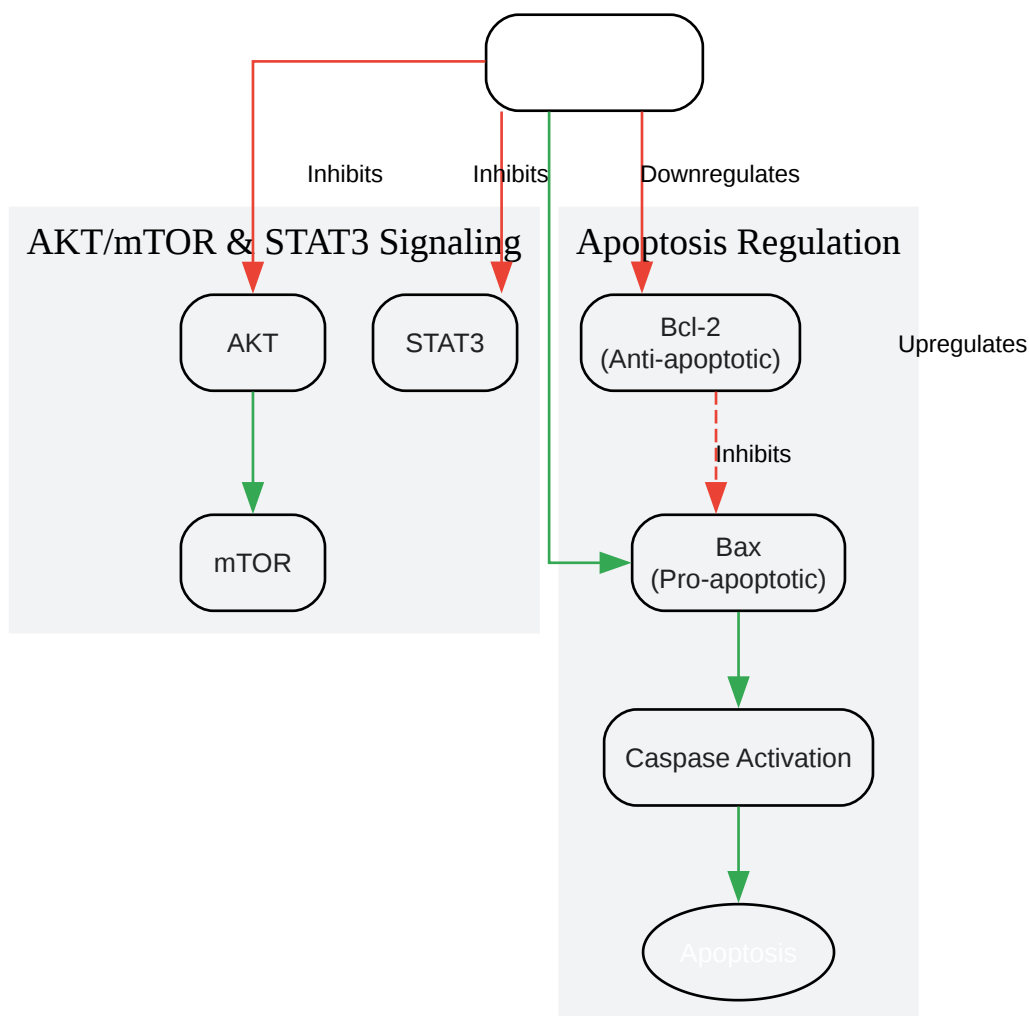 Inhibits
Inhibits
Downregulates
AKT/mTOR & STAT3 Signaling
Apoptosis Regulation
AKT
STAT3
Bcl-2
(Anti-apoptotic)
Upregulates
Inhibits
mTOR
Bax
(Pro-apoptotic)
Caspase Activation
Apoptosis